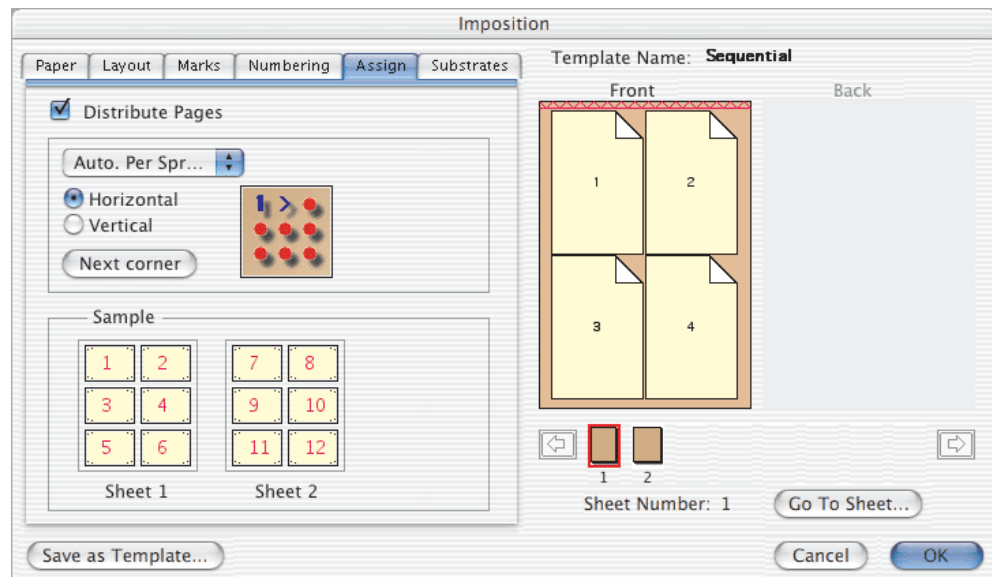 Imposition
Paper Layout Marks Numbering Assign Substrates
Distribute Pages
Auto. Per Spr...
Horizontal
Vertical
1 >
Next corner
Sample
1 2 7 8
3 4 9 10
5 6 11 12
Sheet 1 Sheet 2
Save as Template...
Template Name: Sequential
Front Back
1 2
3 4
1 2
Sheet Number: 1 Go To Sheet...
Cancel OK